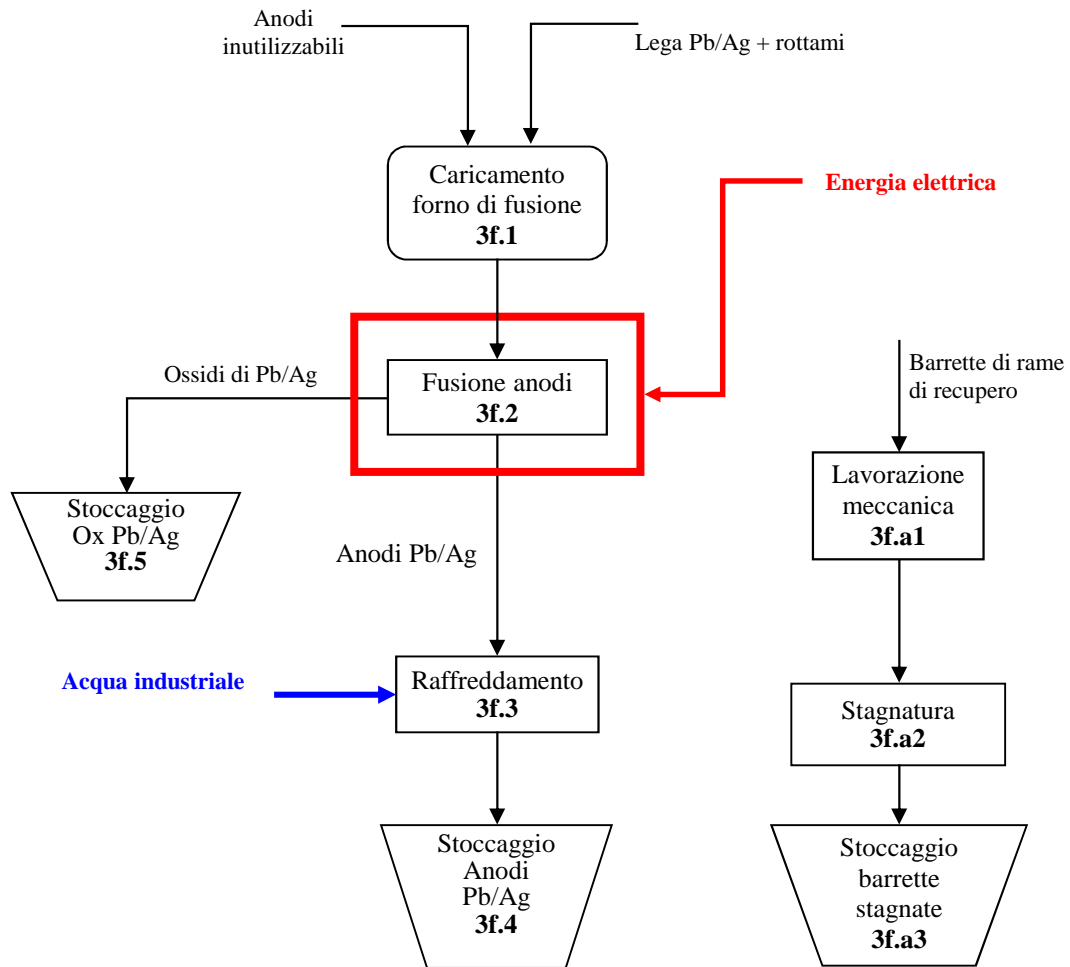 Anodi
inutilizzabili
Lega Pb/Ag + rottami
Caricamento
forno di fusione
3f.1
Energia elettrica
Ossidi di Pb/Ag
Fusione anodi
3f.2
Barrette di rame
di recupero
Lavorazione
meccanica
3f.a1
Stoccaggio
Ox Pb/Ag
3f.5
Anodi Pb/Ag
Acqua industriale
Raffreddamento
3f.3
Stagnatura
3f.a2
Stoccaggio
Anodi
Pb/Ag
3f.4
Stoccaggio
barrette
stagnate
3f.a3